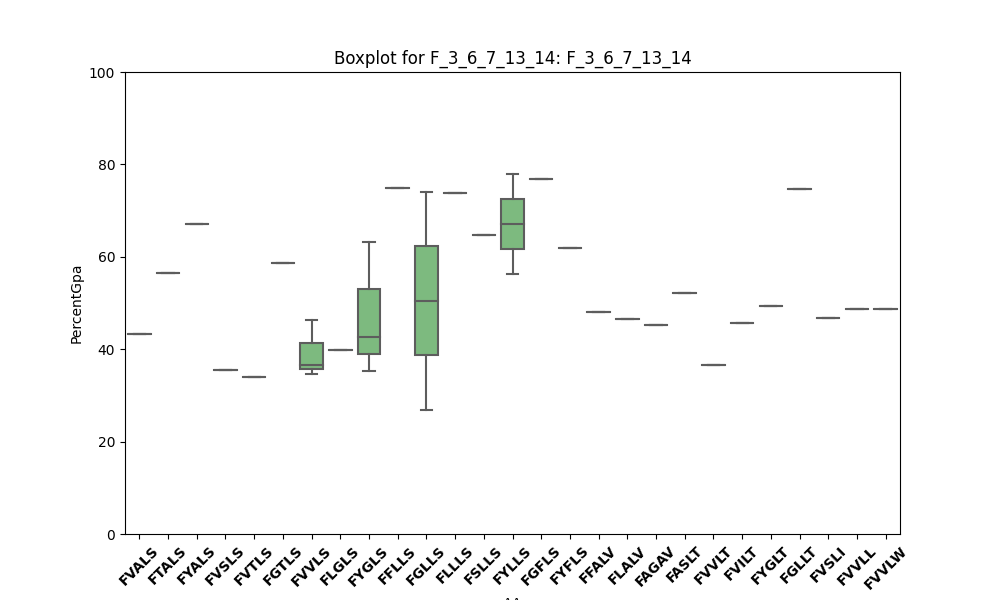 Boxplot for F_3_6_7_13_14: F_3_6_7_13_14
100
80
60
40
20
0
PercentGpa
FVALS FTALS FYALS FVSLS FVTLS FGTLS FVVLS FLGLS FYGLS FFLLS FGLLS FLLLS FSLLS FYLLS FGFLS FYFLS FFALV FLALV FAGAV FASLT FVVLT FVILT FYGLT FGLLT FVSLI FVVLL FVVLW